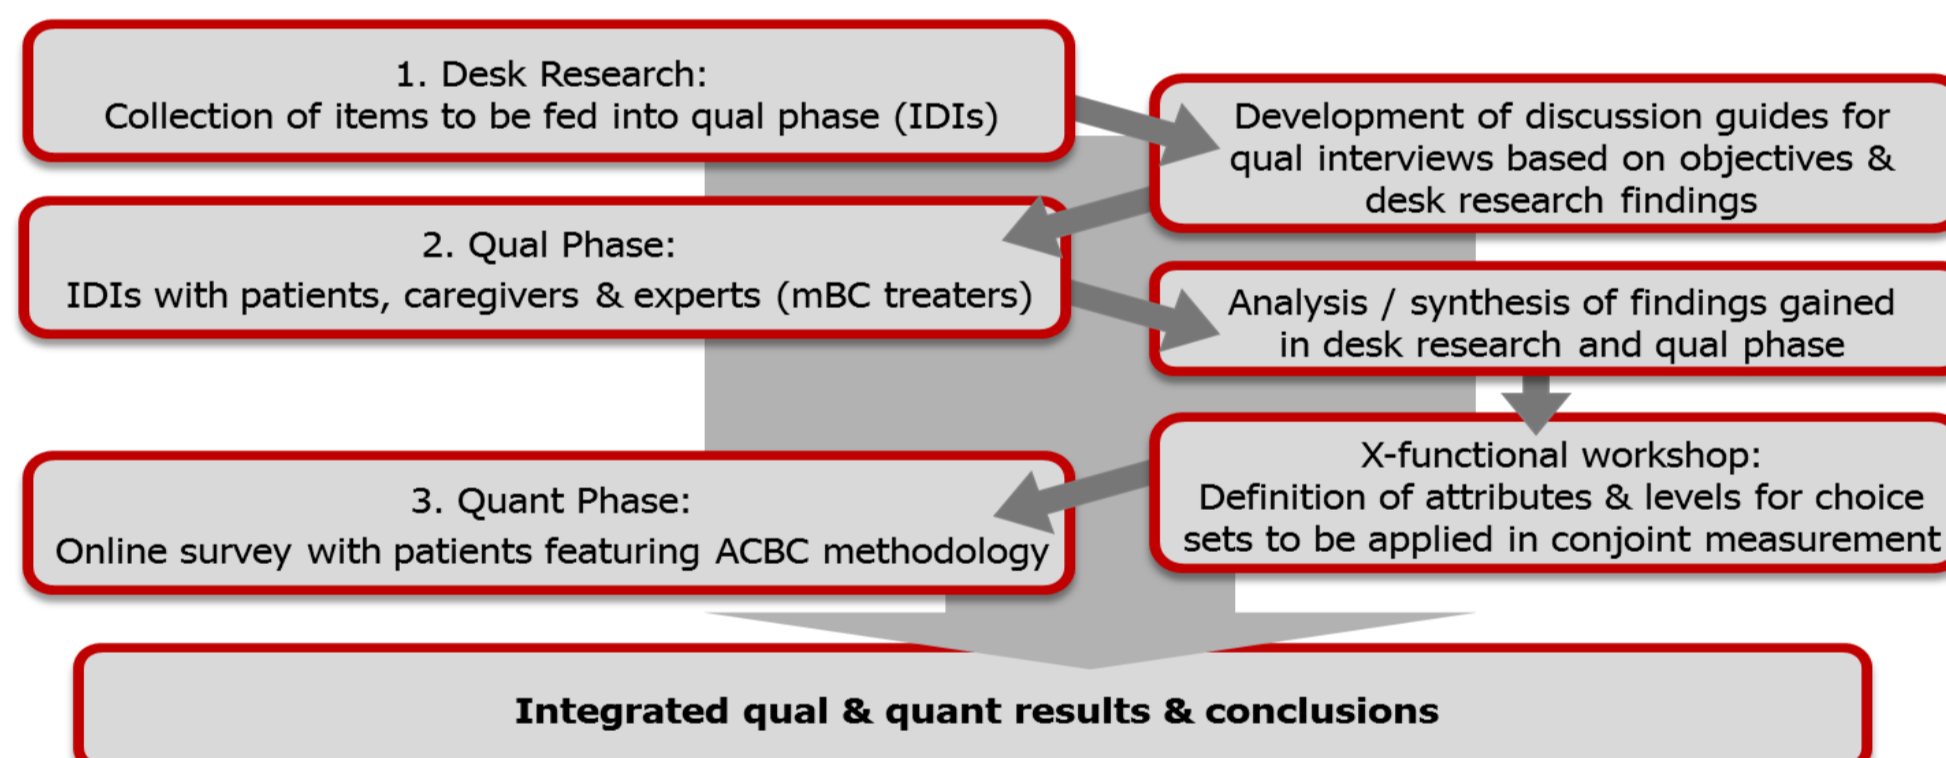 1. Desk Research:
Collection of items to be fed into qual phase (IDIs)
Development of discussion guides for
qual interviews based on objectives &
desk research findings
2. Qual Phase:
IDIs with patients, caregivers & experts (mBC treaters)
Analysis / synthesis of findings gained
in desk research and qual phase
X-functional workshop:
Definition of attributes & levels for choice
sets to be applied in conjoint measurement
3. Quant Phase:
Online survey with patients featuring ACBC methodology
Integrated qual & quant results & conclusions